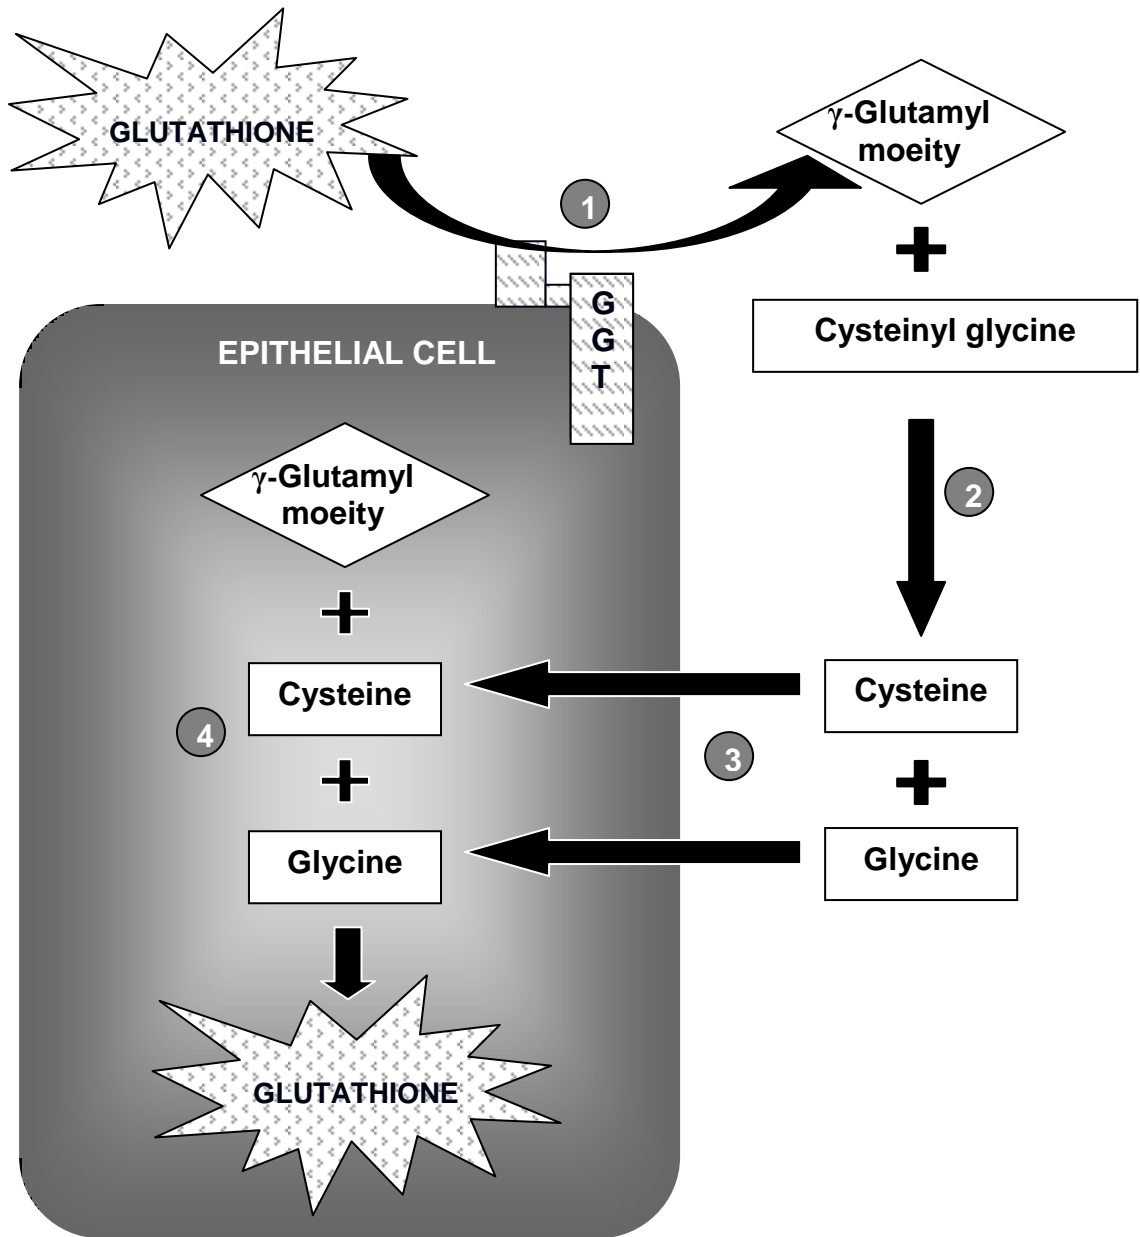 GLUTATHIONE
γ-Glutamyl
moeity
1
Cysteinyl glycine
G
G
T
EPITHELIAL CELL
2
γ-Glutamyl
moeity
Cysteine
Cysteine
4
3
Glycine
Glycine
GLUTATHIONE